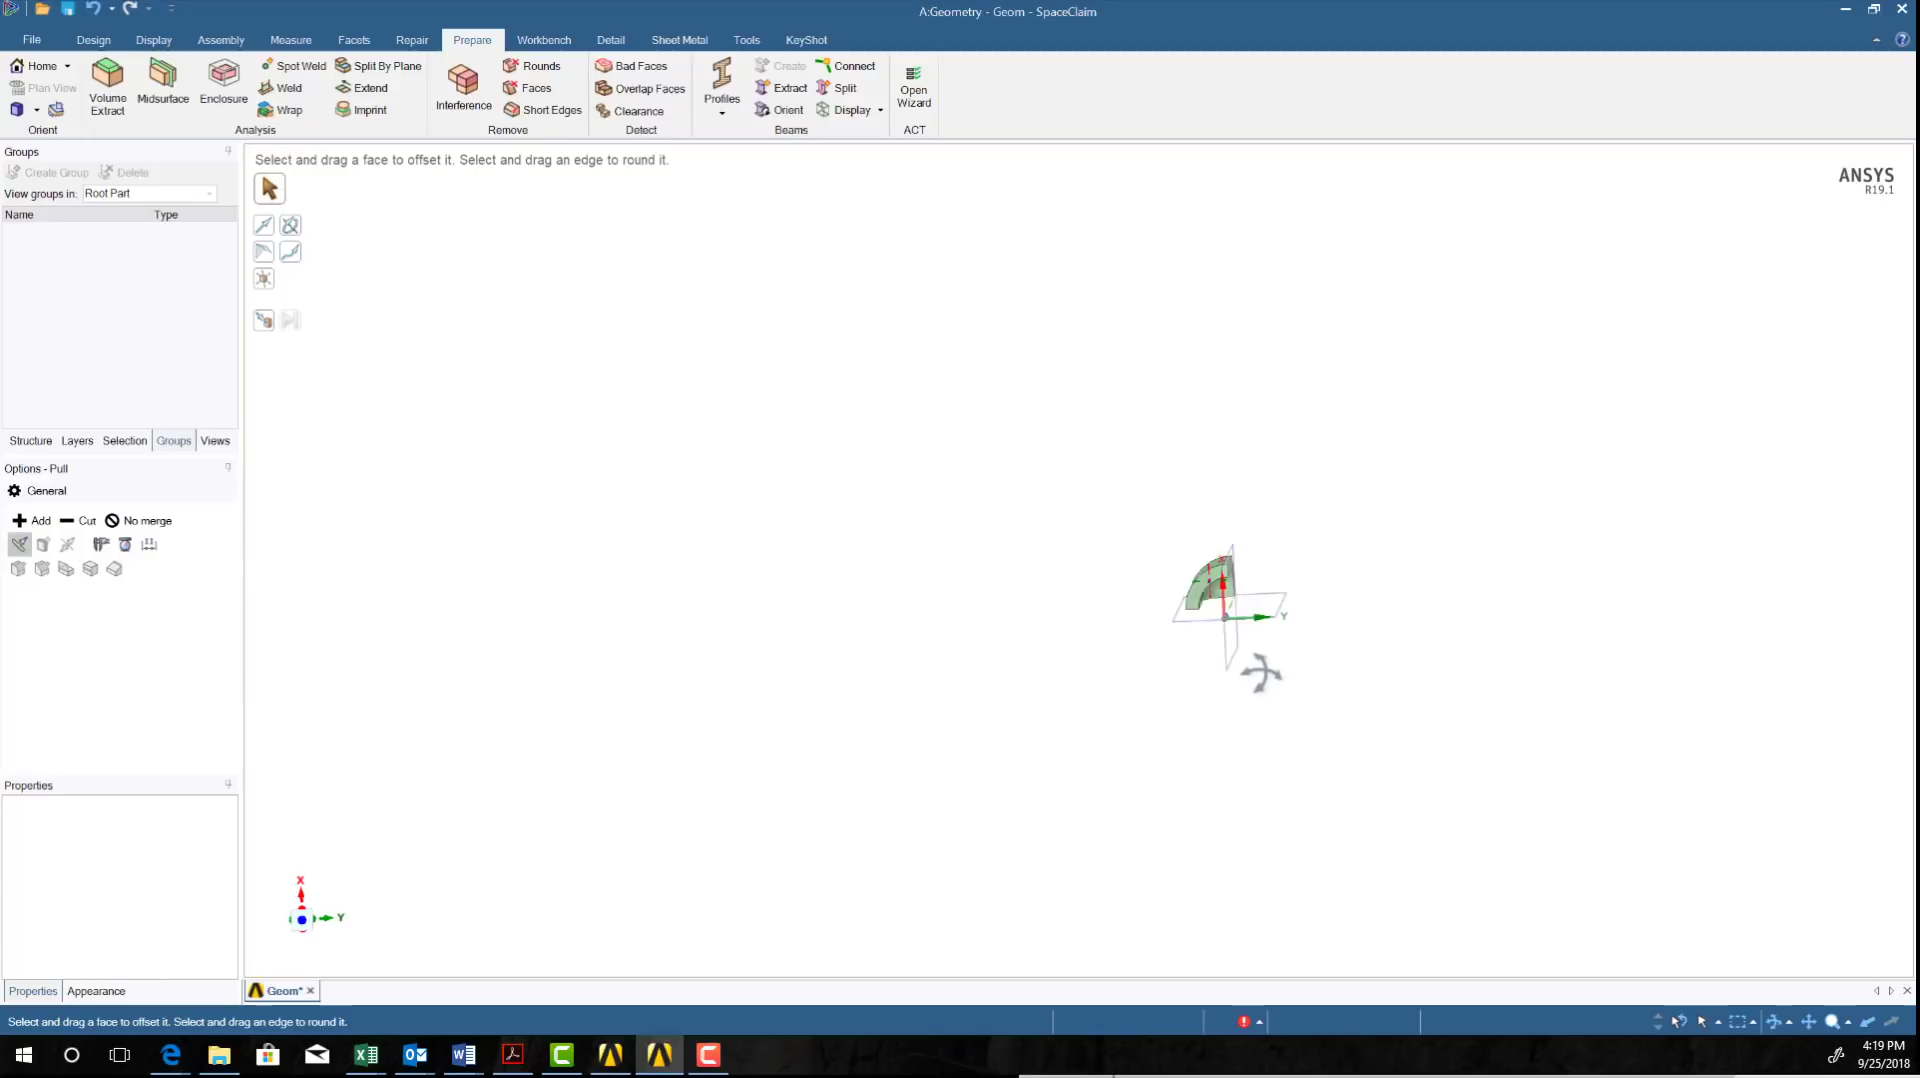 A:Geometry - Geom - SpaceClaim
File Design Display Assembly Measure Facets Repair Prepare Workbench Detail Sheet Metal Tools KeyShot
Home
Plan View
Orient
Volume Extract
Midsurface
Enclosure
Spot Weld
Weld
Wrap
Split By Plane
Extend
Imprint
Analysis
Interference
Rounds
Faces
Short Edges
Remove
Bad Faces
Overlap Faces
Clearance
Detect
Profiles
Create
Extract
Orient
Connect
Split
Display
Beams
Open Wizard
ACT
Groups
Create Group Delete
View groups in: Root Part
Name Type
Structure Layers Selection Groups Views
Options - Pull
General
Add Cut No merge
Properties
Properties Appearance
Select and drag a face to offset it. Select and drag an edge to round it.
ANSYS
R19.1
Y
X
Y
Geom*
Select and drag a face to offset it. Select and drag an edge to round it.
4:19 PM
9/25/2018